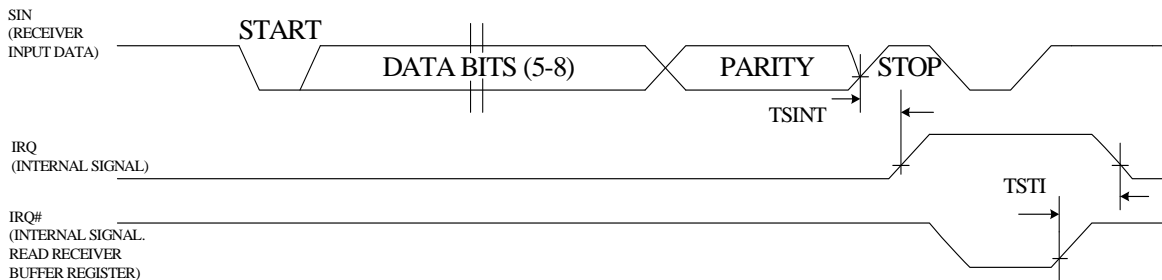 SIN
(RECEIVER
INPUT DATA)
START
DATA BITS (5-8)
PARITY
STOP
TSINT
IRQ
(INTERNAL SIGNAL)
TSTI
IRQ#
(INTERNAL SIGNAL.
READ RECEIVER
BUFFER REGISTER)